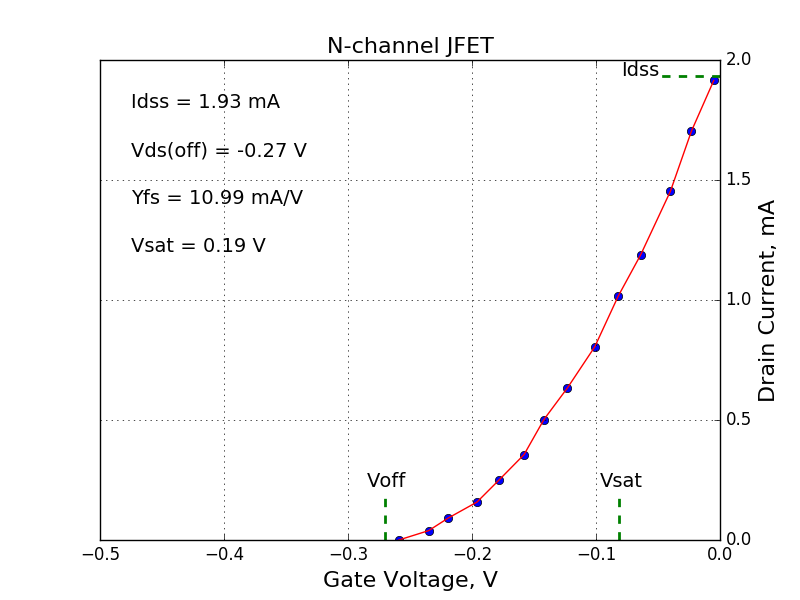 N-channel JFET
Idss
2.0
Idss = 1.93 mA
Vds(off) = -0.27 V
1.5
Yfs = 10.99 mA/V
Vsat = 0.19 V
1.0
Drain Current, mA
0.5
Voff
Vsat
0.0
−0.5 −0.4 −0.3 −0.2 −0.1 0.0
Gate Voltage, V